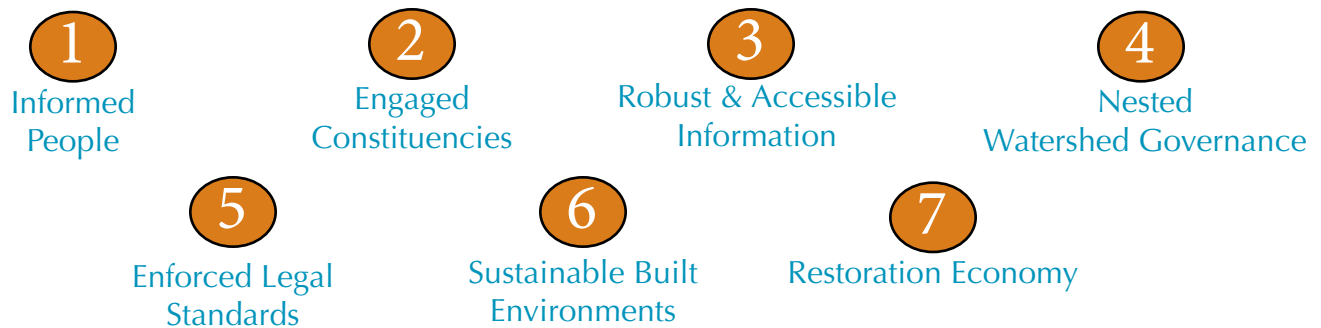 1
Informed
People
2
Engaged
Constituencies
3
Robust & Accessible
Information
4
Nested
Watershed Governance
5
Enforced Legal
Standards
6
Sustainable Built
Environments
7
Restoration Economy